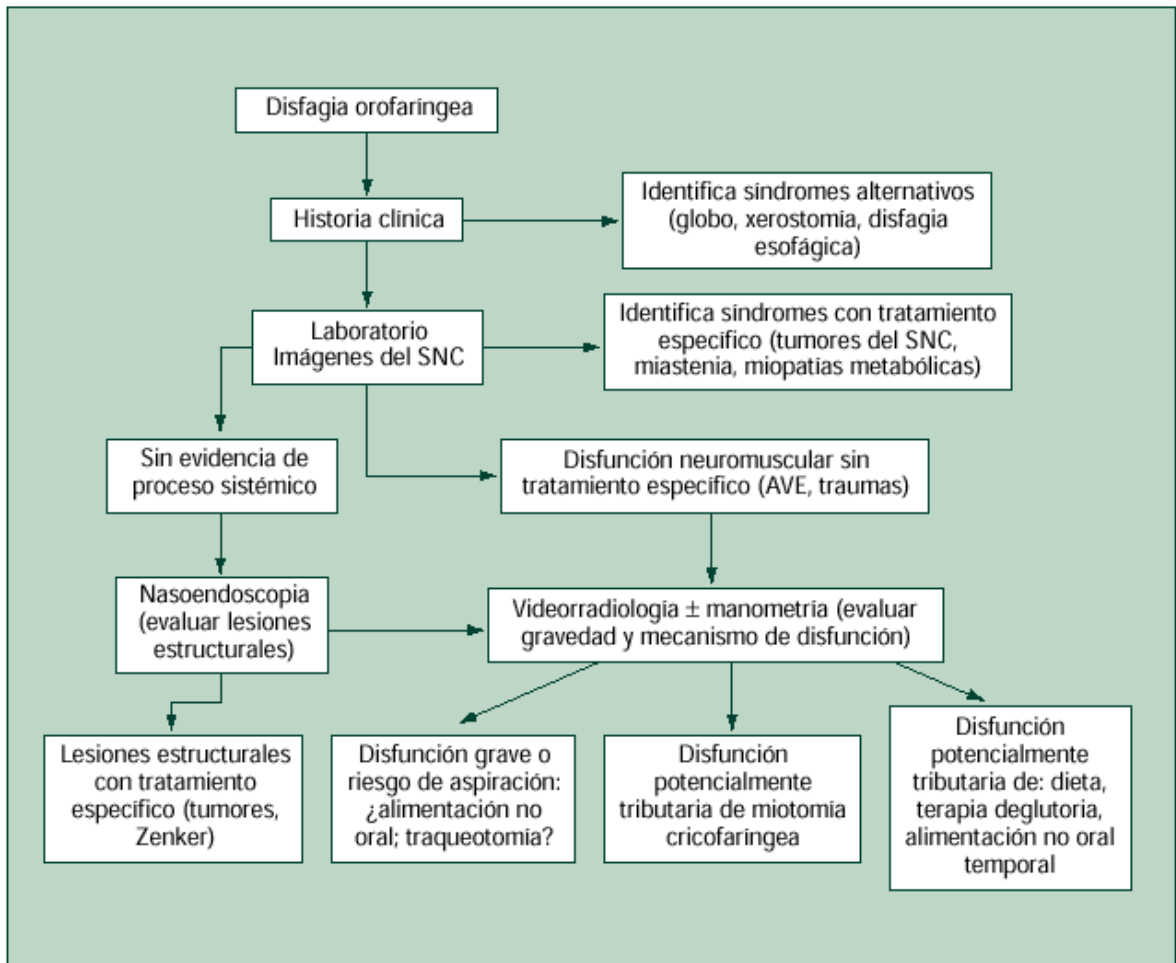 Disfagia orofaríngea
Historia clínica
Identifica síndromes alternativos
(globo, xerostomía, disfagia
esofágica)
Laboratorio
Imágenes del SNC
Identifica síndromes con tratamiento
específico (tumores del SNC,
miastenia, miopatías metabólicas)
Sin evidencia de
proceso sistémico
Disfunción neuromuscular sin
tratamiento específico (AVE, traumas)
Nasoendoscopia
(evaluar lesiones
estructurales)
Videorradiología ± manometría (evaluar
gravedad y mecanismo de disfunción)
Lesiones estructurales
con tratamiento
específico (tumores,
Zenker)
Disfunción grave o
riesgo de aspiración:
¿alimentación no
oral; traqueotomía?
Disfunción
potencialmente
tributaria de miotomía
cricofaríngea
Disfunción
potencialmente
tributaria de: dieta,
terapia deglutoria,
alimentación no oral
temporal